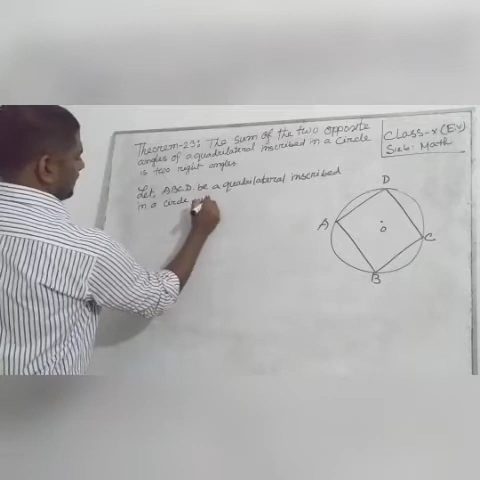 Theorem-23: The sum of the two opposite
angles of a quadrilateral inscribed in a circle
is two right angles
Class-x (EV)
Sub: Math
Let, ABCD. be a quadrilateral inscribed
in a circle
D
A
O
C
B